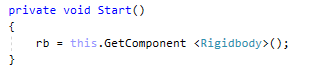 private void Start()
{
rb = this.GetComponent <Rigidbody>();
}